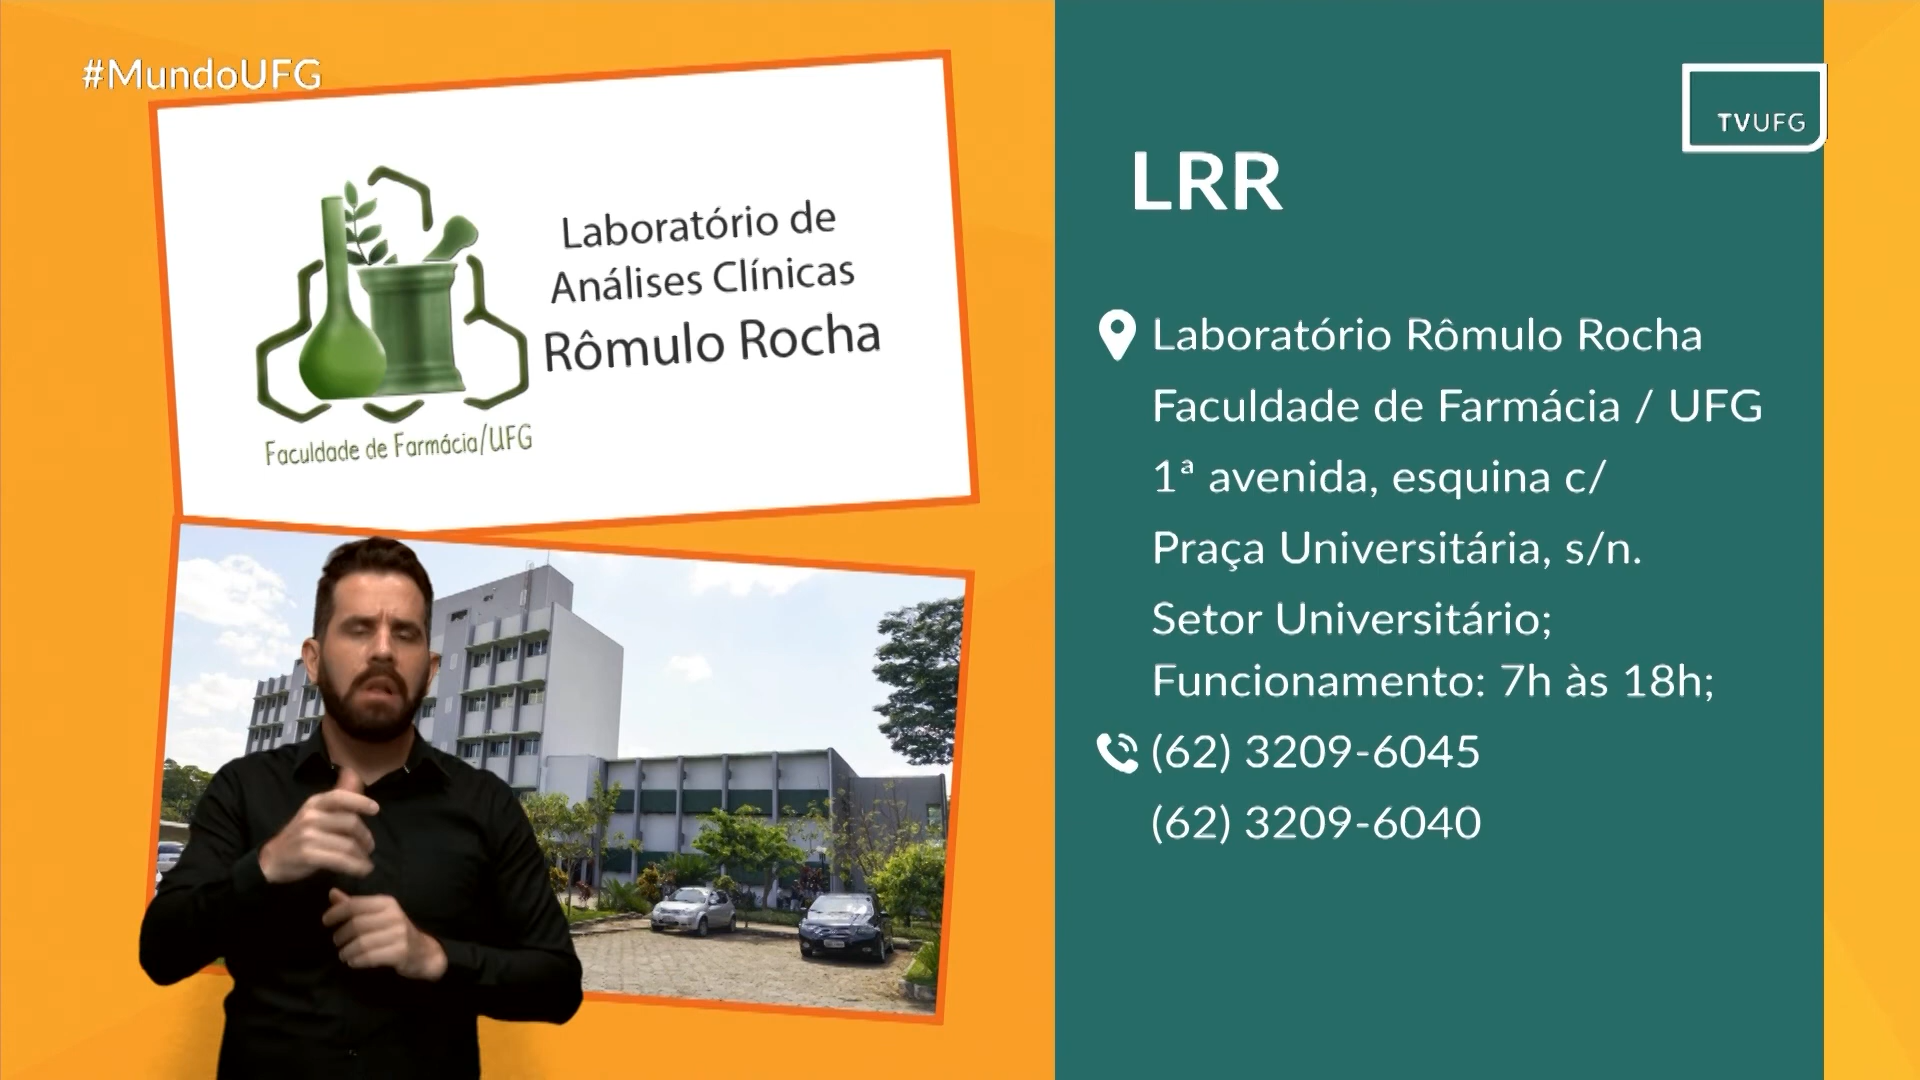 #MundoUFG
Laboratório de
Análises Clínicas
Rômulo Rocha
Faculdade de Farmácia/UFG
TVUFG
LRR
Laboratório Rômulo Rocha
Faculdade de Farmácia / UFG
1ª avenida, esquina c/
Praça Universitária, s/n.
Setor Universitário;
Funcionamento: 7h às 18h;
(62) 3209-6045
(62) 3209-6040